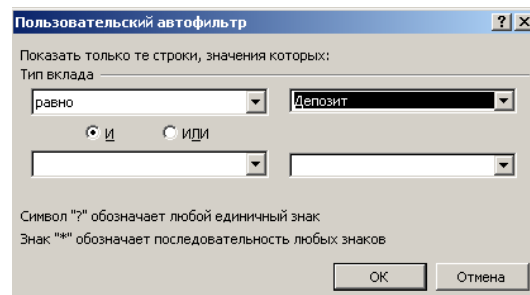 Пользовательский автофильтр
Показать только те строки, значения которых:
Тип вклада
равно Депозит
И ИЛИ
Символ "?" обозначает любой единичный знак
Знак "*" обозначает последовательность любых знаков
ОК Отмена